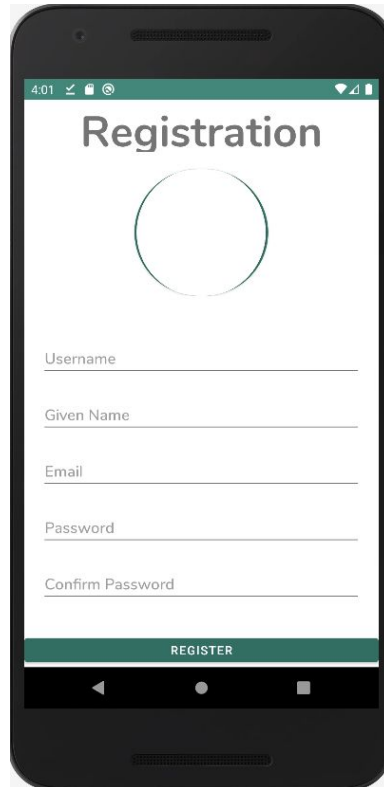 4:01
Registration
Username
Given Name
Email
Password
Confirm Password
REGISTER